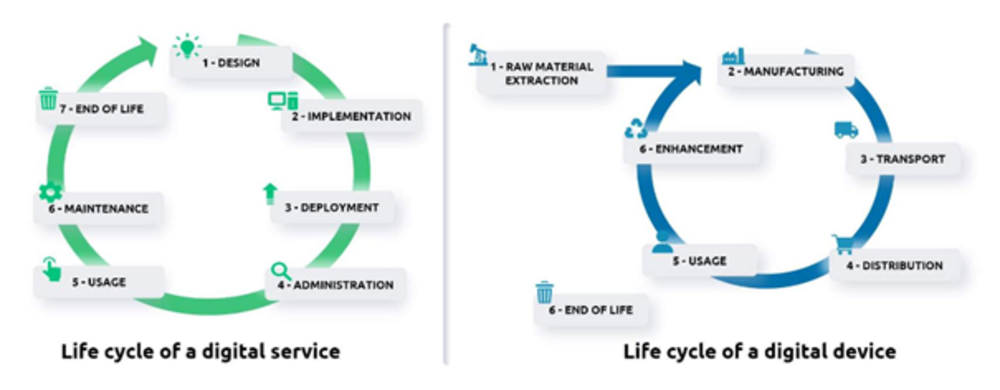 1 - DESIGN
2 - IMPLEMENTATION
3 - DEPLOYMENT
4 - ADMINISTRATION
5 - USAGE
6 - MAINTENANCE
7 - END OF LIFE
Life cycle of a digital service
1 - RAW MATERIAL
EXTRACTION
2 - MANUFACTURING
3 - TRANSPORT
4 - DISTRIBUTION
5 - USAGE
6 - ENHANCEMENT
6 - END OF LIFE
Life cycle of a digital device